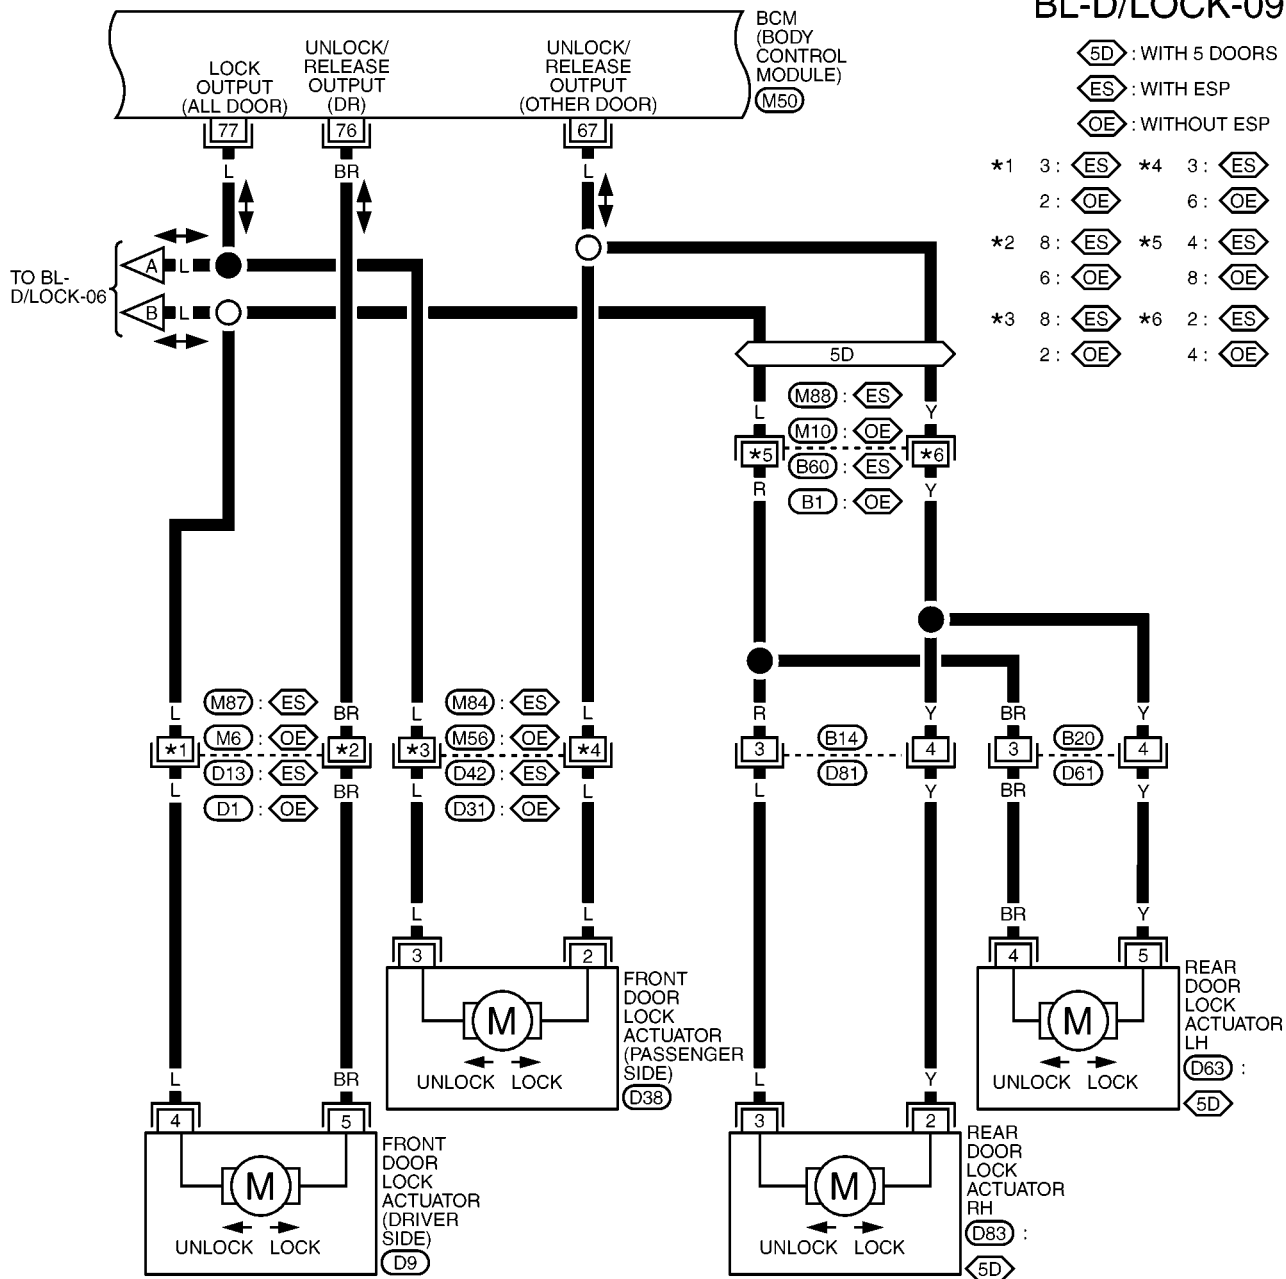 BL-D/LOCK-09
BCM
(BODY
CONTROL
MODULE)
M50
LOCK
OUTPUT
(ALL DOOR)
UNLOCK/
RELEASE
OUTPUT
(DR)
UNLOCK/
RELEASE
OUTPUT
(OTHER DOOR)
77 76 67
L BR L
5D : WITH 5 DOORS
ES : WITH ESP
OE : WITHOUT ESP
*1 3 : ES *4 3 : ES
2 : OE 6 : OE
*2 8 : ES *5 4 : ES
6 : OE 8 : OE
*3 8 : ES *6 2 : ES
2 : OE 4 : OE
TO BL-
D/LOCK-06
A L
B L
5D
L M88 : ES Y
M10 : OE
*5 *6
B60 : ES
R Y
B1 : OE
M87 : ES M84 : ES
L BR L L R Y BR Y
M6 : OE M56 : OE B14 B20
*1 *2 *3 *4 3 4 3 4
D13 : ES D42 : ES D81 D61
L BR L L L Y BR Y
D1 : OE D31 : OE
L L BR Y
3 2 4 5
M
UNLOCK LOCK
FRONT
DOOR
LOCK
ACTUATOR
(PASSENGER
SIDE)
D38
M
UNLOCK LOCK
REAR
DOOR
LOCK
ACTUATOR
LH
D63 :
5D
L BR L Y
4 5 3 2
M
UNLOCK LOCK
FRONT
DOOR
LOCK
ACTUATOR
(DRIVER
SIDE)
D9
M
UNLOCK LOCK
REAR
DOOR
LOCK
ACTUATOR
RH
D83 :
5D